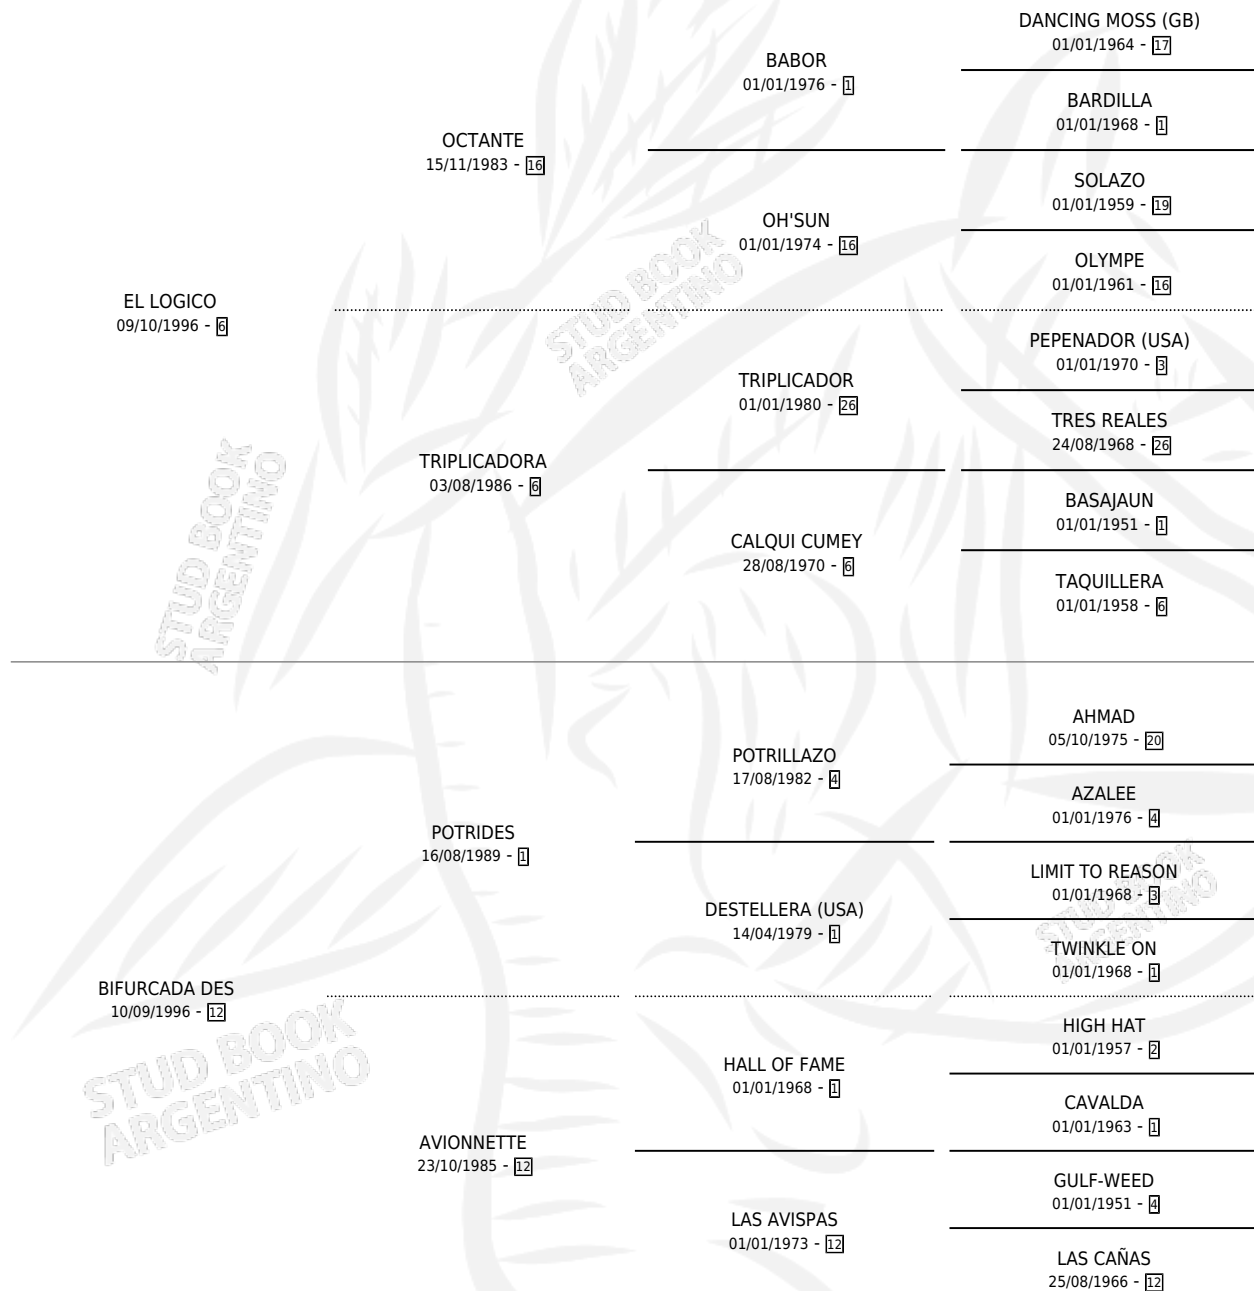 DANCING MOSS (GB)
01/01/1964 - 17
BABOR
01/01/1976 - 1
BARDILLA
01/01/1968 - 1
OCTANTE
15/11/1983 - 16
SOLAZO
01/01/1959 - 19
OH'SUN
01/01/1974 - 16
OLYMPE
01/01/1961 - 16
EL LOGICO
09/10/1996 - 6
PEPENADOR (USA)
01/01/1970 - 3
TRIPLICADOR
01/01/1980 - 26
TRES REALES
24/08/1968 - 26
TRIPLICADORA
03/08/1986 - 6
BASAJAUN
01/01/1951 - 1
CALQUI CUMEY
28/08/1970 - 6
TAQUILLERA
01/01/1958 - 6
AHMAD
05/10/1975 - 20
POTRILLAZO
17/08/1982 - 4
AZALEE
01/01/1976 - 4
POTRIDES
16/08/1989 - 1
LIMIT TO REASON
01/01/1968 - 3
DESTELLERA (USA)
14/04/1979 - 1
TWINKLE ON
01/01/1968 - 1
BIFURCADA DES
10/09/1996 - 12
HIGH HAT
01/01/1957 - 2
HALL OF FAME
01/01/1968 - 1
CAVALDA
01/01/1963 - 1
AVIONNETTE
23/10/1985 - 12
GULF-WEED
01/01/1951 - 4
LAS AVISPAS
01/01/1973 - 12
LAS CAÑAS
25/08/1966 - 12
STUD BOOK
ARGENTINO
STUD BOOK
ARGENTINO
STUD BOOK
ARGENTINO
STUD BOOK
ARGENTINO